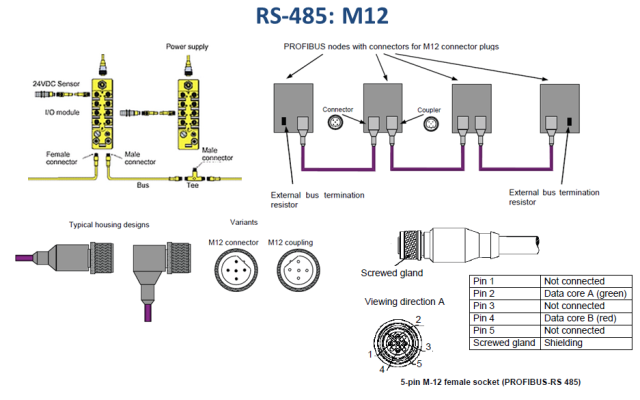 RS-485: M12
Power supply
24VDC Sensor
I/O module
Female
connector
Male
connector
Male
connector
Bus
Tee
PROFIBUS nodes with connectors for M12 connector plugs
Connector
Coupler
External bus termination
resistor
External bus termination
resistor
Typical housing designs
Variants
M12 connector
M12 coupling
Screwed gland
Viewing direction A
2
1
3
4
5
Pin 1 Not connected
Pin 2 Data core A (green)
Pin 3 Not connected
Pin 4 Data core B (red)
Pin 5 Not connected
Screwed gland Shielding
5-pin M-12 female socket (PROFIBUS-RS 485)